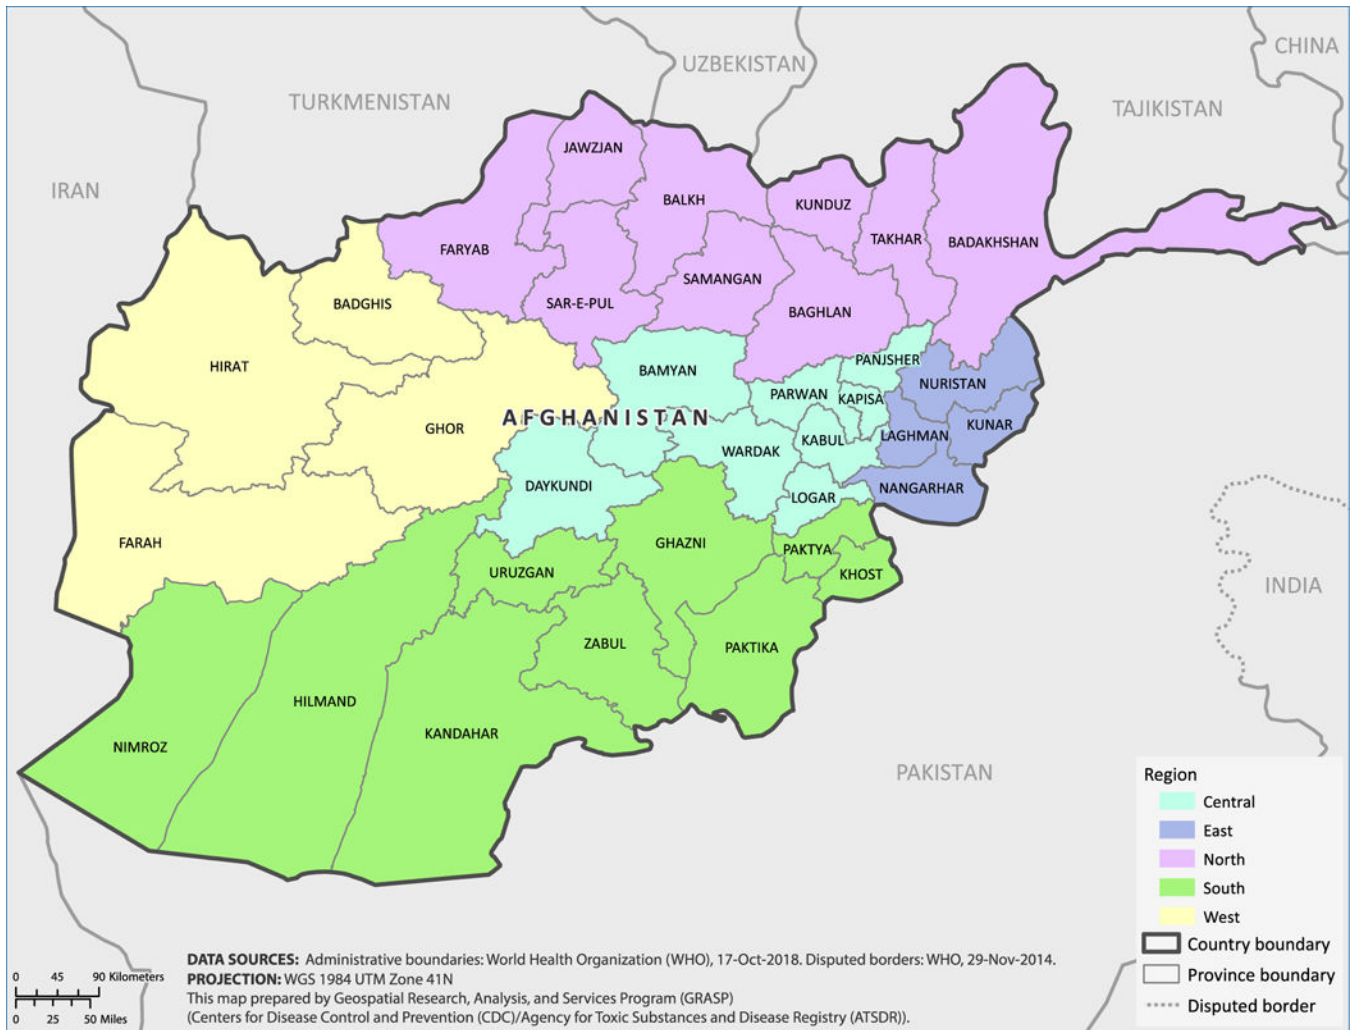 CHINA
UZBEKISTAN
TURKMENISTAN
TAJIKISTAN
IRAN
JAWZJAN
BALKH
KUNDUZ
TAKHAR
BADAKHSHAN
FARYAB
SAMANGAN
BADGHIS
SAR-E-PUL
BAGHLAN
HIRAT
BAMYAN
PANJSHER
NURISTAN
PARWAN
KAPISA
AFGHANISTAN
GHOR
KUNAR
LAGHMAN
KABUL
WARDAK
DAYKUNDI
LOGAR
NANGARHAR
FARAH
GHAZNI
PAKTYA
URUZGAN
KHOST
INDIA
ZABUL
PAKTIKA
HILMAND
KANDAHAR
NIMROZ
PAKISTAN
Region
Central
East
North
South
West
Country boundary
Province boundary
Disputed border
DATA SOURCES: Administrative boundaries: World Health Organization (WHO), 17-Oct-2018. Disputed borders: WHO, 29-Nov-2014.
PROJECTION: WGS 1984 UTM Zone 41N
This map prepared by Geospatial Research, Analysis, and Services Program (GRASP)
(Centers for Disease Control and Prevention (CDC)/Agency for Toxic Substances and Disease Registry (ATSDR)).
0 45 90 Kilometers
0 25 50 Miles